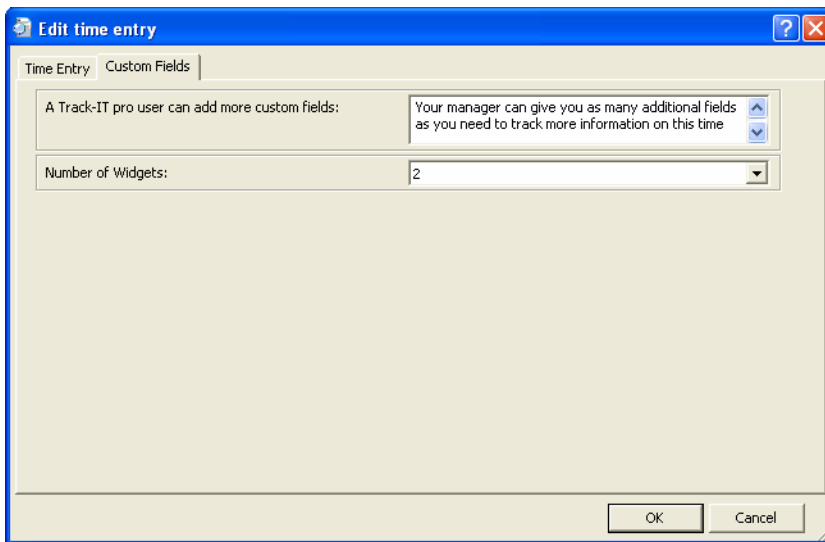 Edit time entry
Time Entry
Custom Fields
A Track-IT pro user can add more custom fields:
Your manager can give you as many additional fields
as you need to track more information on this time
Number of Widgets:
2
OK
Cancel